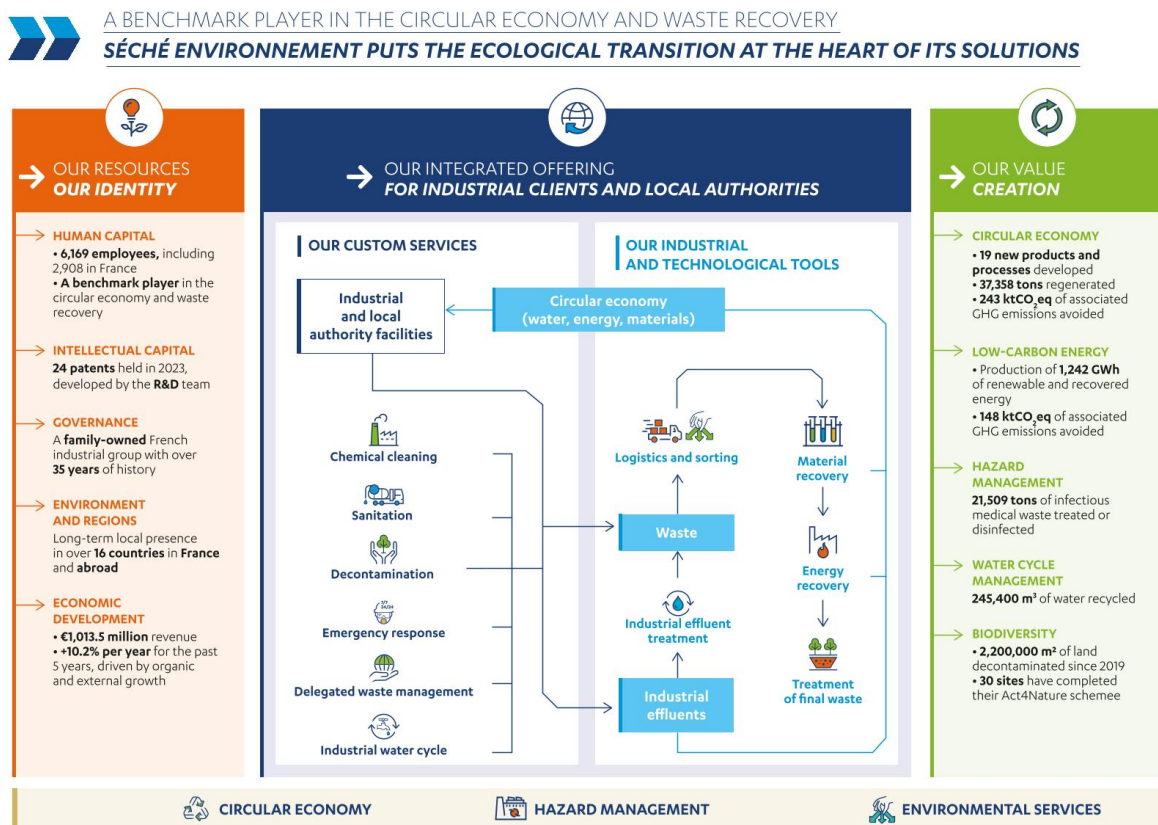 A BENCHMARK PLAYER IN THE CIRCULAR ECONOMY AND WASTE RECOVERY
SÉCHÉ ENVIRONNEMENT PUTS THE ECOLOGICAL TRANSITION AT THE HEART OF ITS SOLUTIONS
OUR RESOURCES
OUR IDENTITY
HUMAN CAPITAL
• 6,169 employees, including
2,908 in France
• A benchmark player in the
circular economy and waste
recovery
INTELLECTUAL CAPITAL
24 patents held in 2023,
developed by the R&D team
GOVERNANCE
A family-owned French
industrial group with over
35 years of history
ENVIRONMENT
AND REGIONS
Long-term local presence
in over 16 countries in France
and abroad
ECONOMIC
DEVELOPMENT
• €1,013.5 million revenue
• +10.2% per year for the past
5 years, driven by organic
and external growth
OUR INTEGRATED OFFERING
FOR INDUSTRIAL CLIENTS AND LOCAL AUTHORITIES
OUR CUSTOM SERVICES
Industrial
and local
authority facilities
Chemical cleaning
Sanitation
Decontamination
7/7
24/24
Emergency response
Delegated waste management
Industrial water cycle
OUR INDUSTRIAL
AND TECHNOLOGICAL TOOLS
Circular economy
(water, energy, materials)
Logistics and sorting
Waste
Industrial effluent
treatment
Industrial
effluents
Material
recovery
Energy
recovery
Treatment
of final waste
OUR VALUE
CREATION
CIRCULAR ECONOMY
• 19 new products and
processes developed
• 37,358 tons regenerated
• 243 ktCO2eq of associated
GHG emissions avoided
LOW-CARBON ENERGY
• Production of 1,242 GWh
of renewable and recovered
energy
• 148 ktCO2eq of associated
GHG emissions avoided
HAZARD
MANAGEMENT
21,509 tons of infectious
medical waste treated or
disinfected
WATER CYCLE
MANAGEMENT
245,400 m³ of water recycled
BIODIVERSITY
• 2,200,000 m² of land
decontaminated since 2019
• 30 sites have completed
their Act4Nature schemee
CIRCULAR ECONOMY
HAZARD MANAGEMENT
ENVIRONMENTAL SERVICES